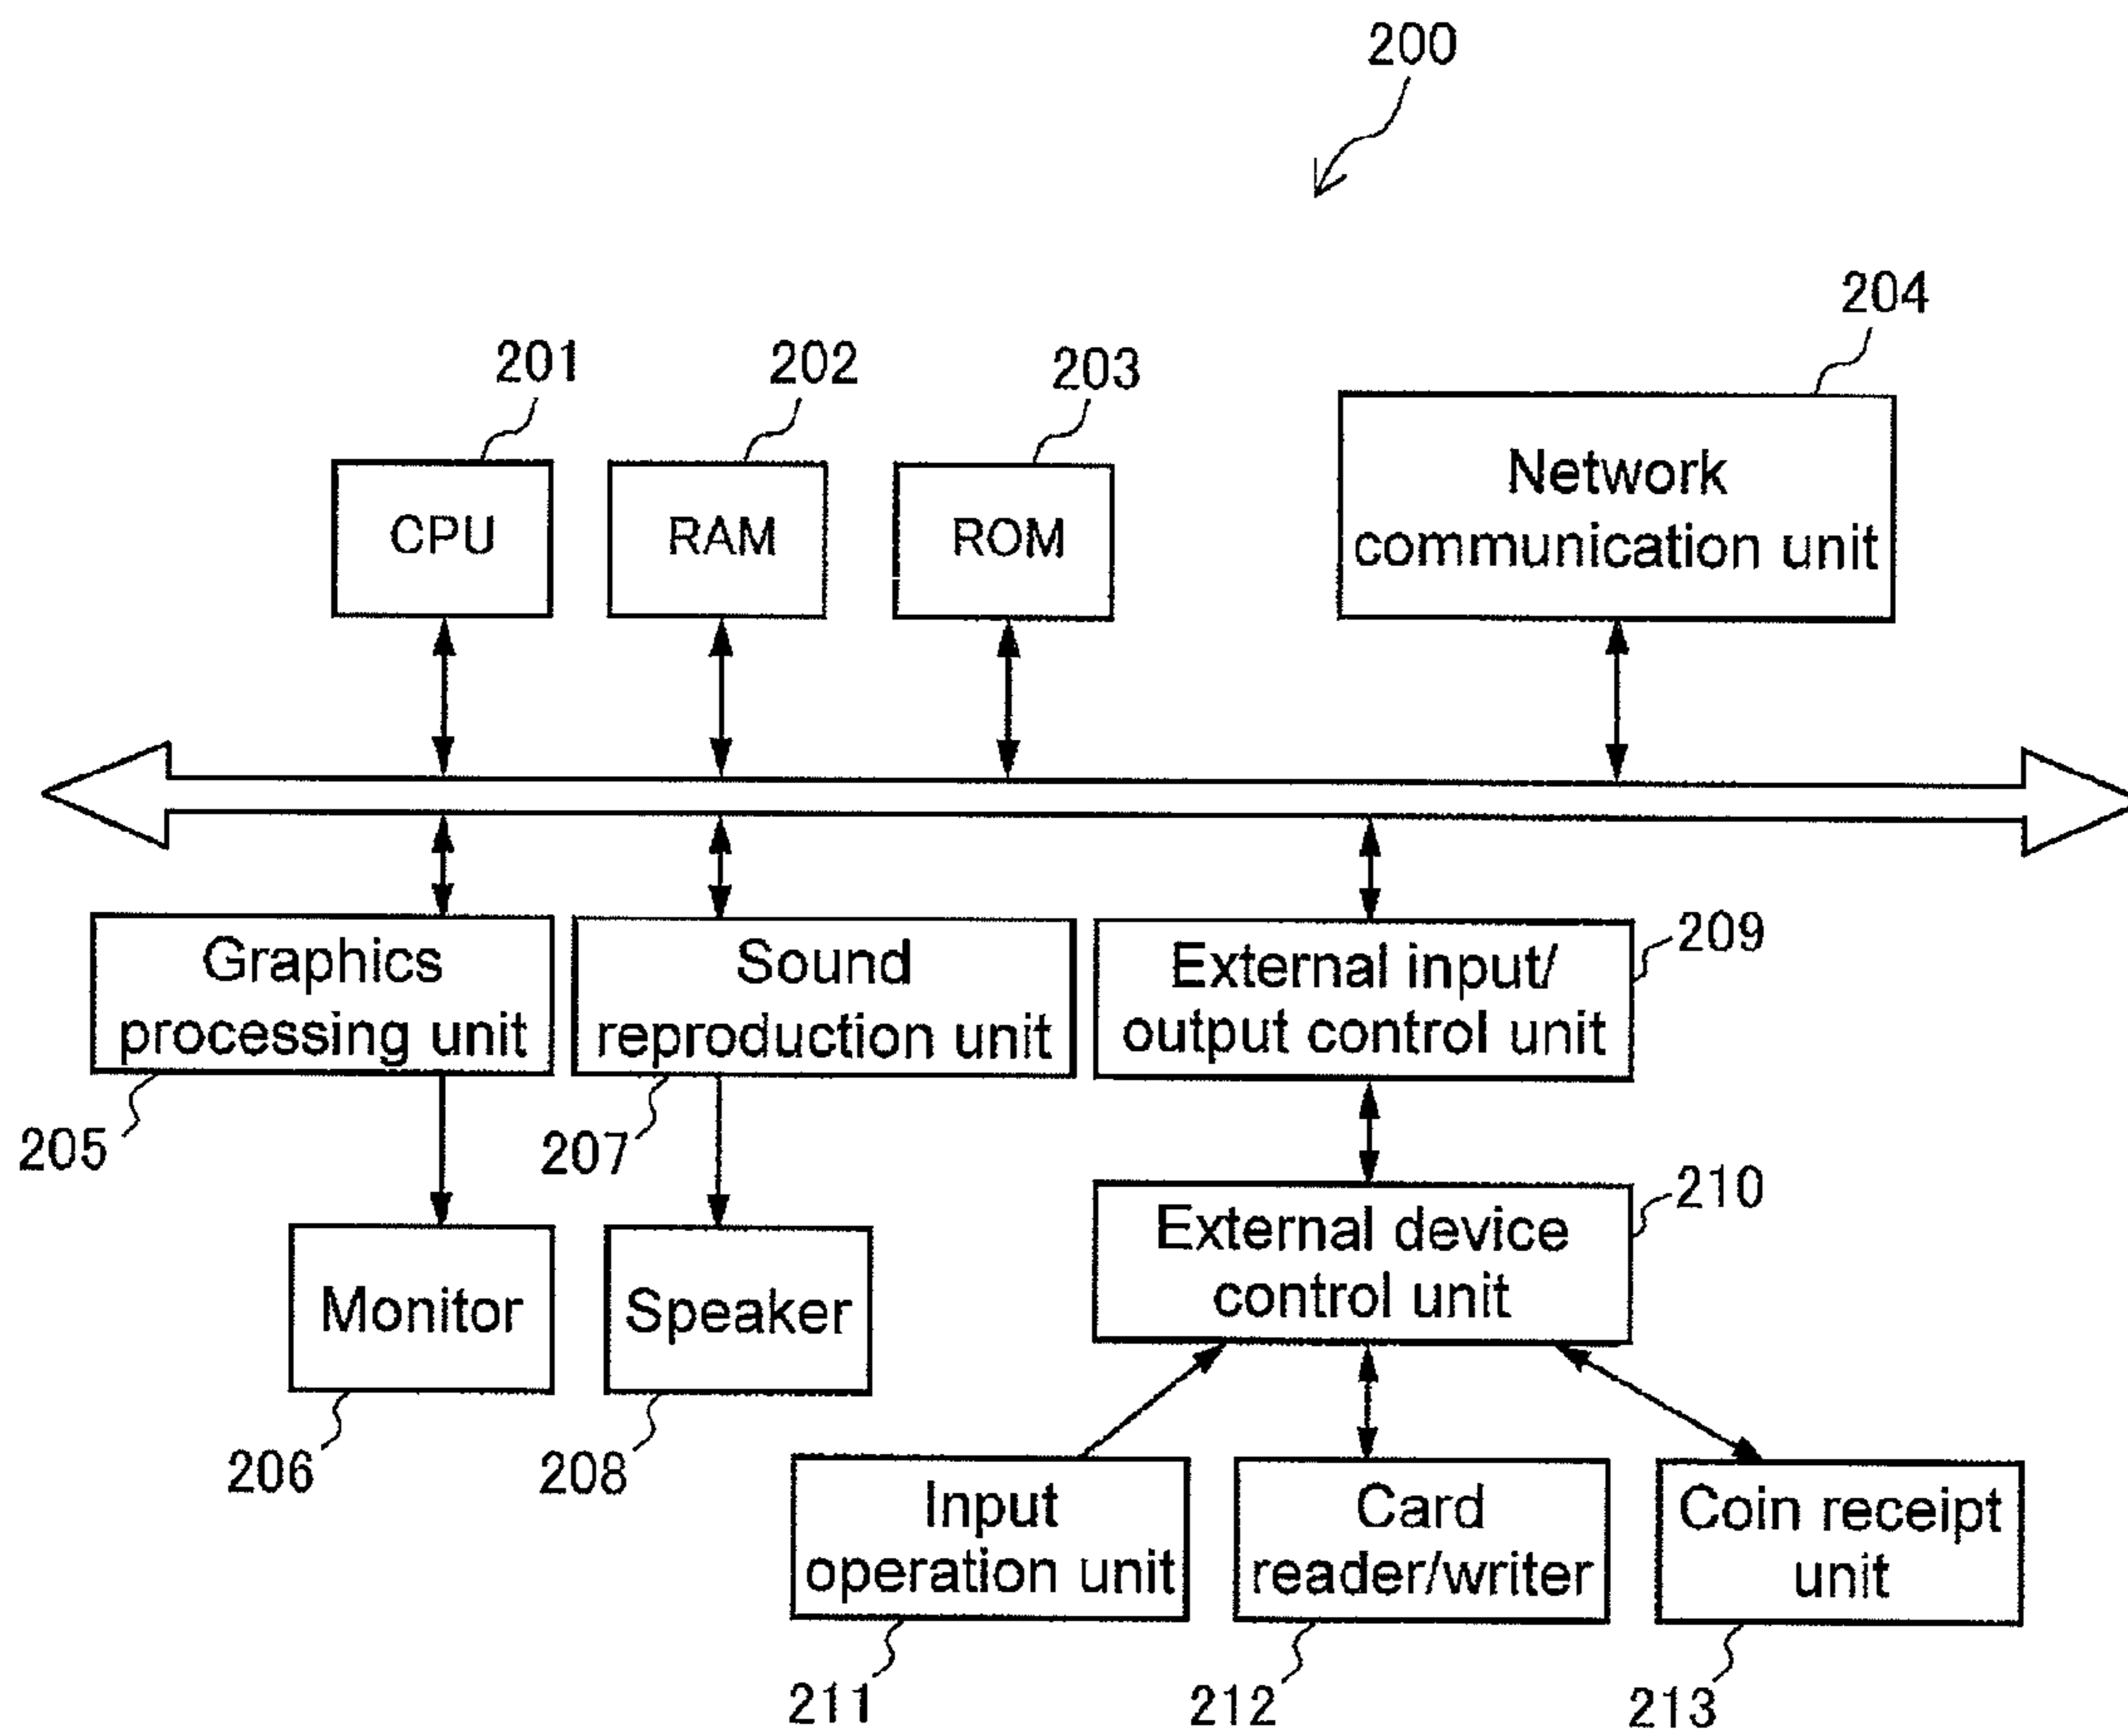 200
204
201
202
203
Network
communication unit
CPU
RAM
ROM
209
Graphics
processing unit
Sound
reproduction unit
External input/
output control unit
205
207
210
External device
control unit
Monitor
Speaker
206
208
Input
operation unit
Card
reader/writer
Coin receipt
unit
211
212
213